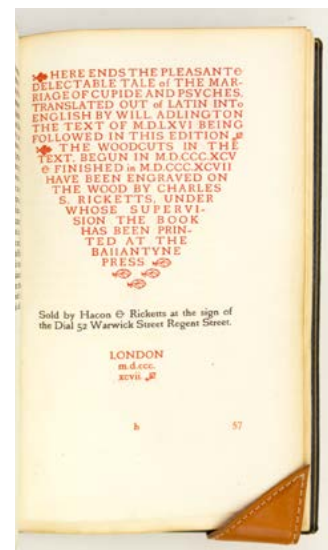 HERE ENDS THE PLEASANT &
DELECTABLE TALE of THE MAR-
RIAGE OF CUPIDE AND PSYCHES,
TRANSLATED OUT of LATIN INTo
ENGLISH BY WILL. ADLINGTON
THE TEXT OF M.D.LXVI BEING
FOLLOWED IN THIS EDITION
THE WOODCUTS IN THE
TEXT, BEGUN IN M.D.CCC.XCV
& FINISHED in M.D.CCC.XCVII
HAVE BEEN ENGRAVED ON
THE WOOD BY CHARLES
S. RICKETTS, UNDER
WHOSE SUPERVI-
SION THE BOOK
HAS BEEN PRIN-
TED AT THE
BALLANTYNE
PRESS
Sold by Hacon & Ricketts at the sign of
the Dial 52 Warwick Street Regent Street.
LONDON
m.d.ccc.
xcvii
h 57